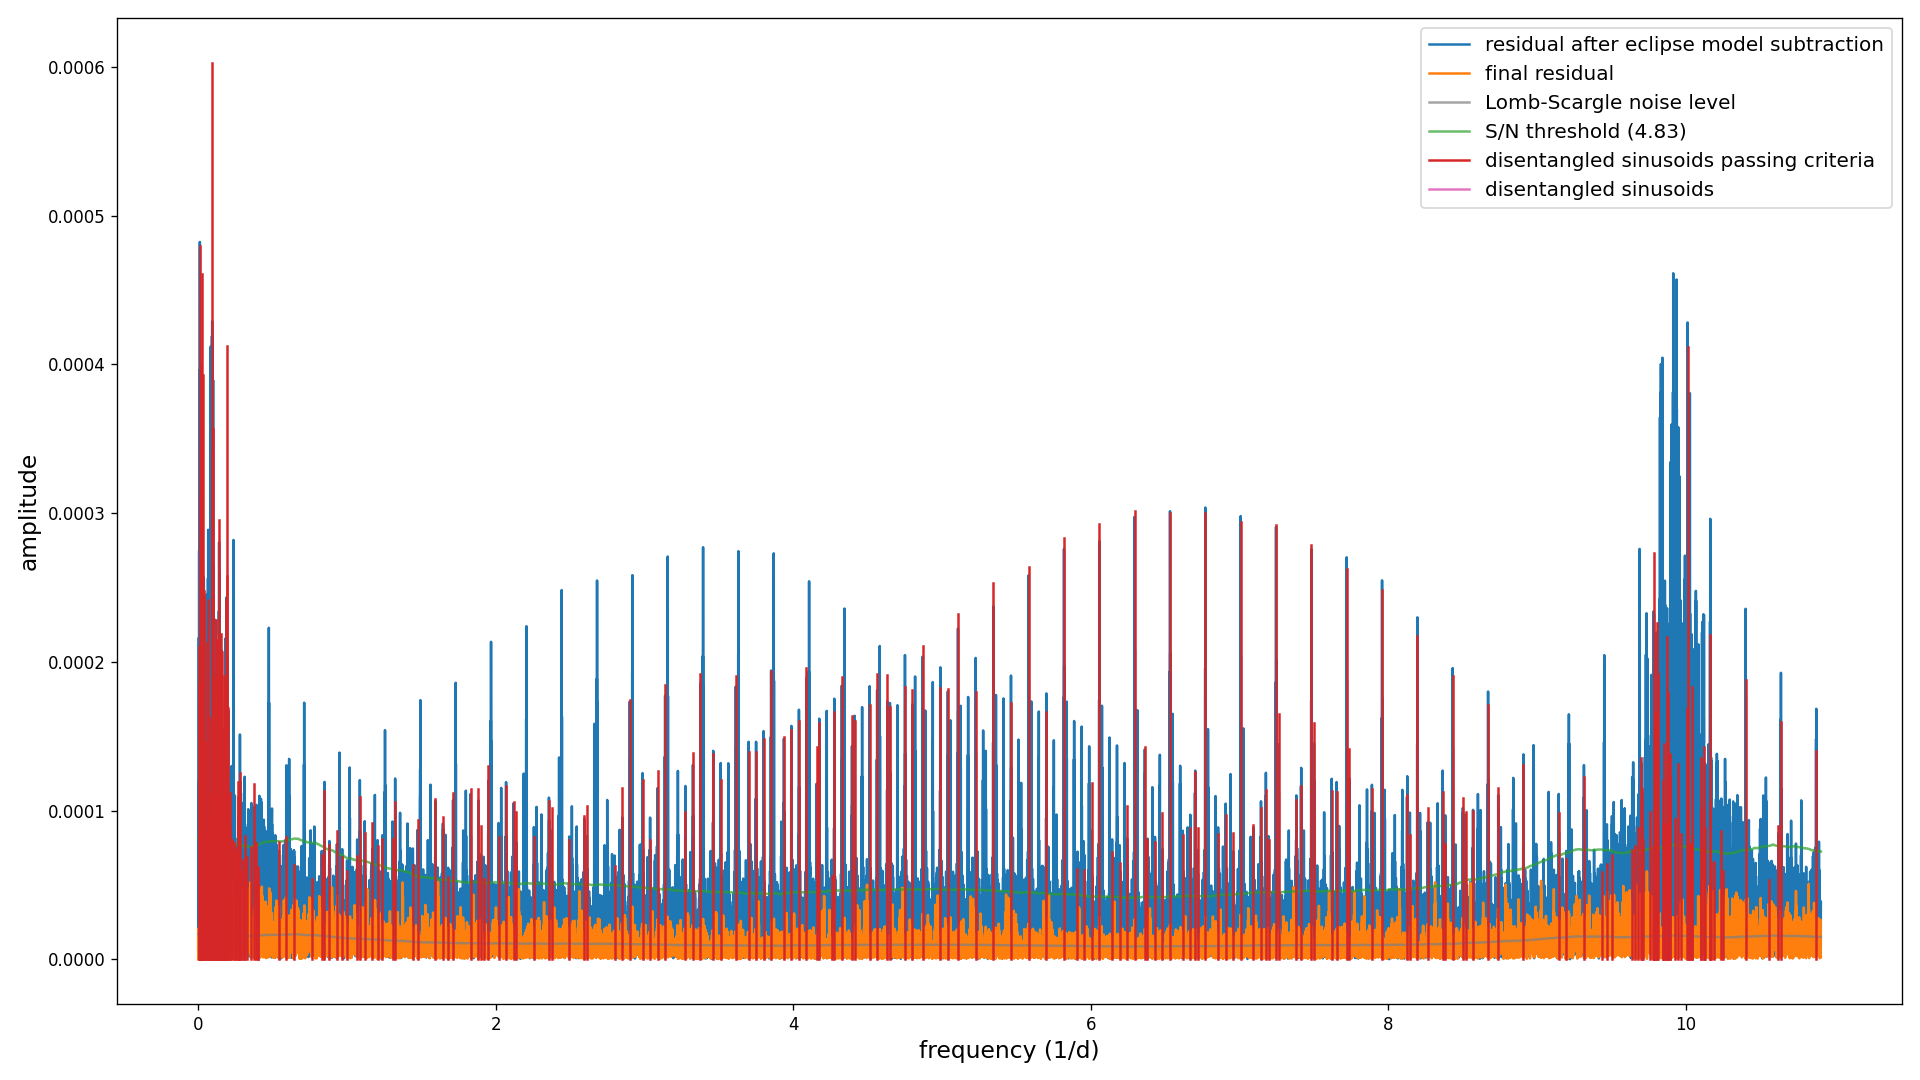 0.0006
0.0005
0.0004
0.0003
0.0002
0.0001
0.0000
amplitude
residual after eclipse model subtraction
final residual
Lomb-Scargle noise level
S/N threshold (4.83)
disentangled sinusoids passing criteria
disentangled sinusoids
0 2 4 6 8 10
frequency (1/d)